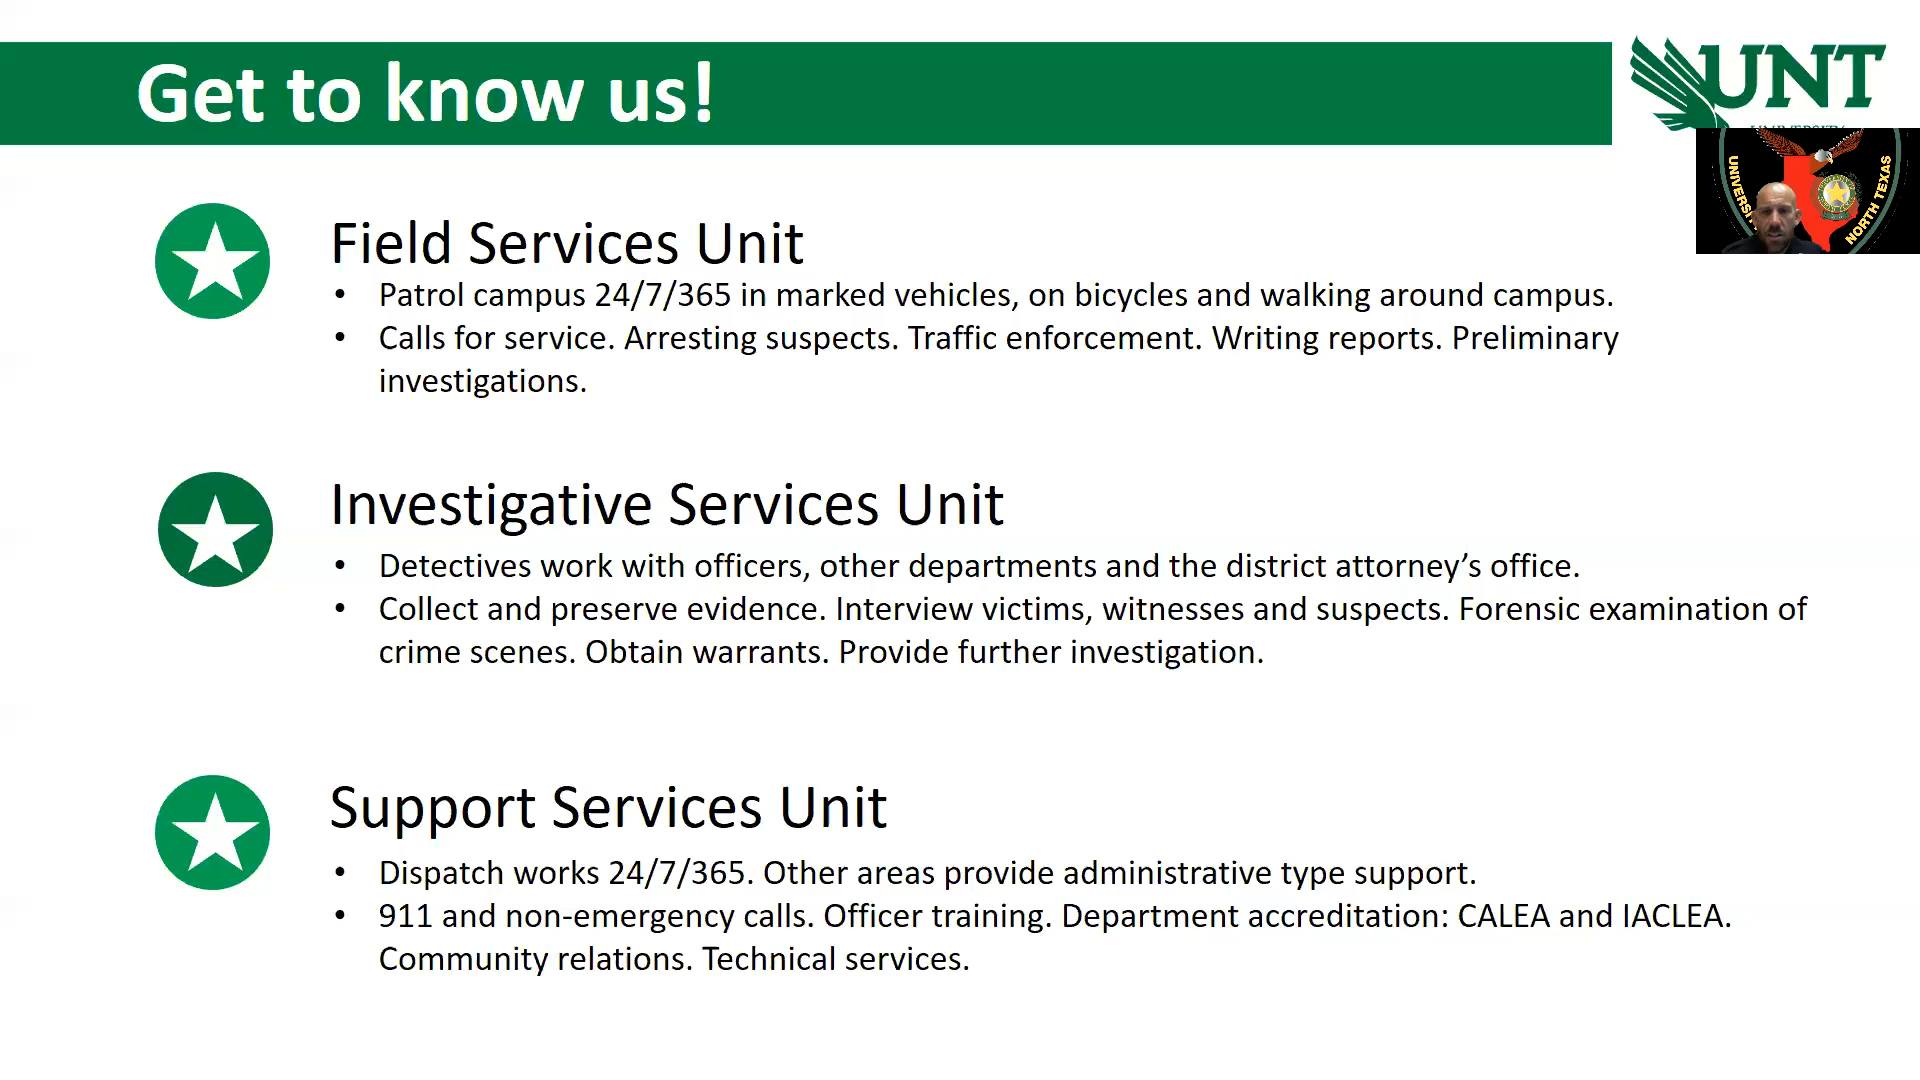 Get to know us!
UNT
UNIVERSITY
NORTH TEXAS
Field Services Unit
• Patrol campus 24/7/365 in marked vehicles, on bicycles and walking around campus.
• Calls for service. Arresting suspects. Traffic enforcement. Writing reports. Preliminary
investigations.
Investigative Services Unit
• Detectives work with officers, other departments and the district attorney’s office.
• Collect and preserve evidence. Interview victims, witnesses and suspects. Forensic examination of
crime scenes. Obtain warrants. Provide further investigation.
Support Services Unit
• Dispatch works 24/7/365. Other areas provide administrative type support.
• 911 and non-emergency calls. Officer training. Department accreditation: CALEA and IACLEA.
Community relations. Technical services.